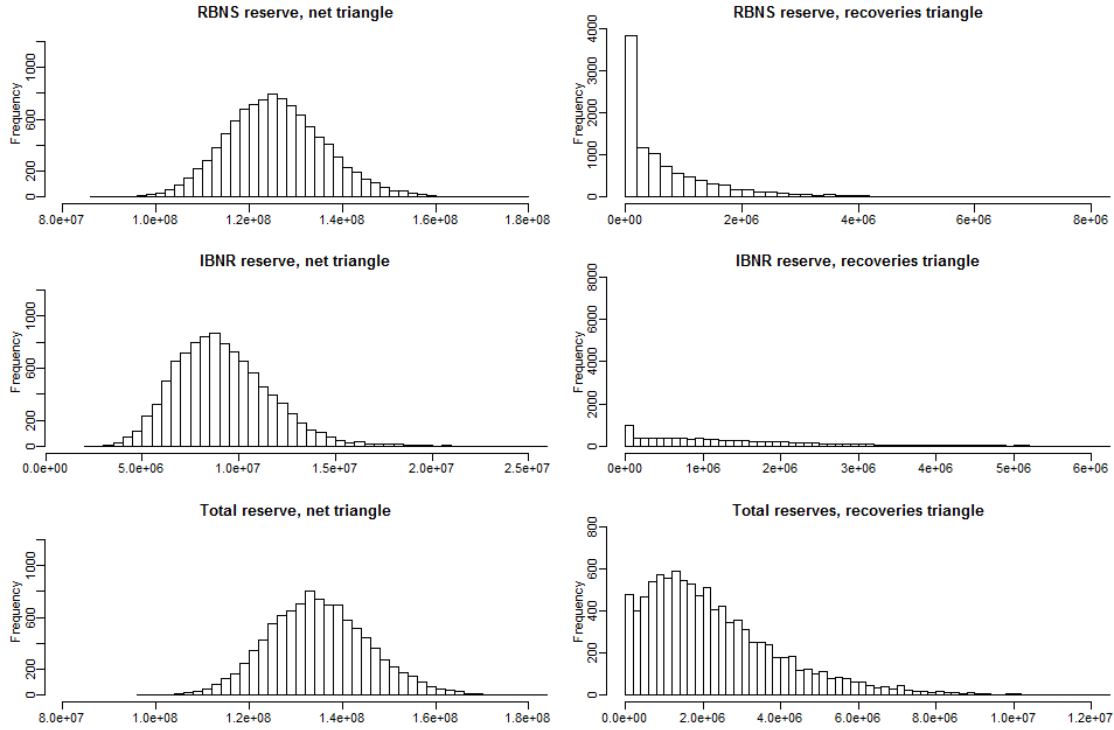 RBNS reserve, net triangle
Frequency
0 200 600 1000
8.0e+07 1.0e+08 1.2e+08 1.4e+08 1.6e+08 1.8e+08
RBNS reserve, recoveries triangle
Frequency
0 1000 2000 3000 4000
0e+00 2e+06 4e+06 6e+06 8e+06
IBNR reserve, net triangle
Frequency
0 200 600 1000
0.0e+00 5.0e+06 1.0e+07 1.5e+07 2.0e+07 2.5e+07
IBNR reserve, recoveries triangle
Frequency
0 2000 4000 6000 8000
0e+00 1e+06 2e+06 3e+06 4e+06 5e+06 6e+06
Total reserve, net triangle
Frequency
0 200 600 1000
8.0e+07 1.0e+08 1.2e+08 1.4e+08 1.6e+08 1.8e+08
Total reserves, recoveries triangle
Frequency
0 200 400 600 800
0.0e+00 2.0e+06 4.0e+06 6.0e+06 8.0e+06 1.0e+07 1.2e+07